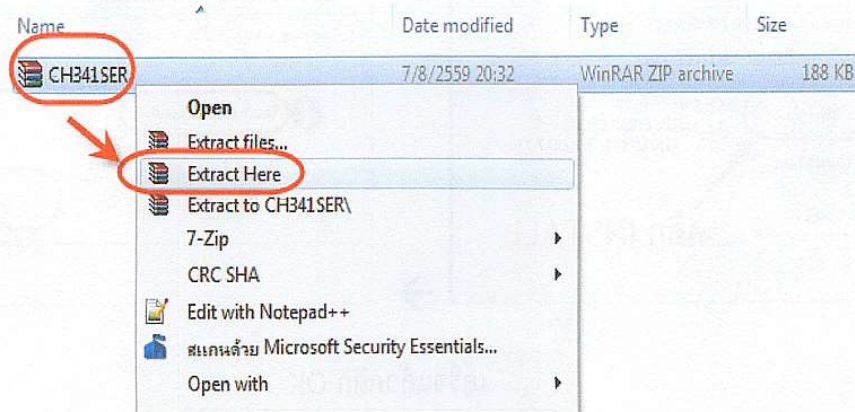 Name Date modified Type Size
CH341SER 7/8/2559 20:32 WinRAR ZIP archive 188 KB
Open
Extract files...
Extract Here
Extract to CH341SER\
7-Zip
CRC SHA
Edit with Notepad++
สแกนด้วย Microsoft Security Essentials...
Open with